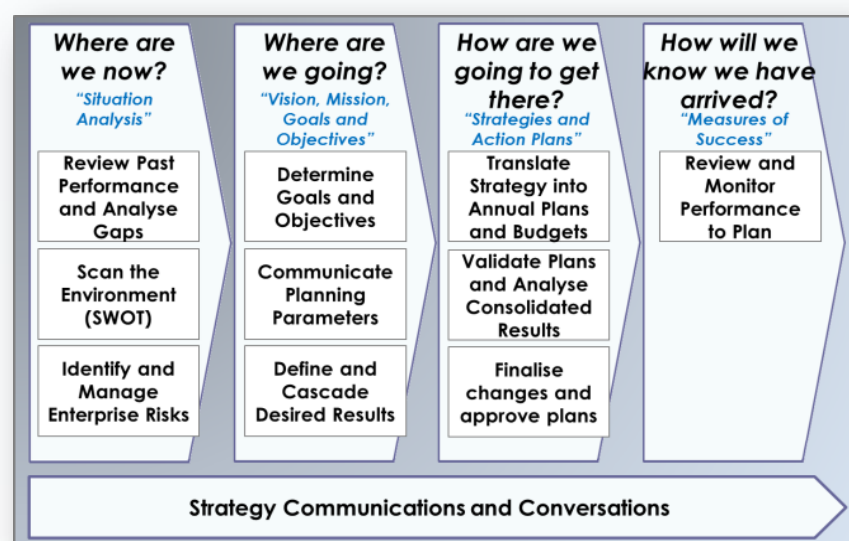 Where are
we now?
"Situation
Analysis"
Review Past
Performance
and Analyse
Gaps
Scan the
Environment
(SWOT)
Identify and
Manage
Enterprise Risks
Where are
we going?
"Vision, Mission,
Goals and
Objectives"
Determine
Goals and
Objectives
Communicate
Planning
Parameters
Define and
Cascade
Desired Results
How are we
going to get
there?
"Strategies and
Action Plans"
Translate
Strategy into
Annual Plans
and Budgets
Validate Plans
and Analyse
Consolidated
Results
Finalise
changes and
approve plans
How will we
know we have
arrived?
"Measures of
Success"
Review and
Monitor
Performance
to Plan
Strategy Communications and Conversations